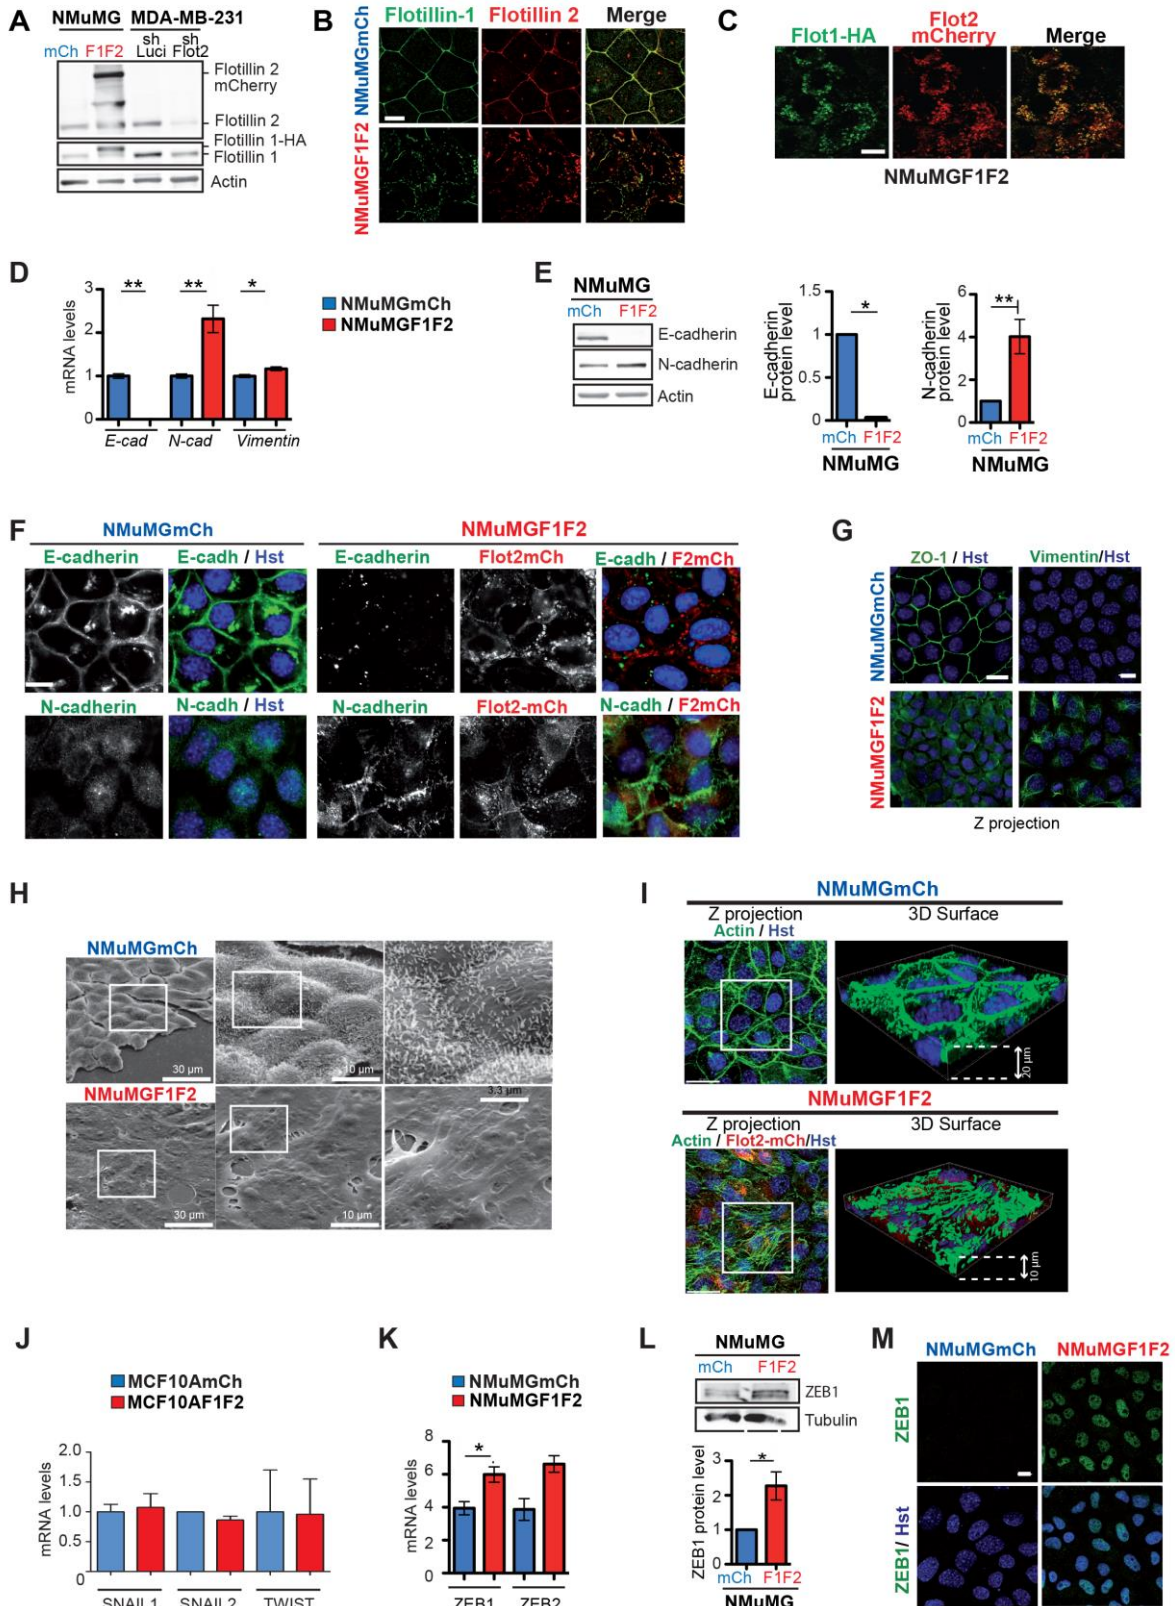 A
NMuMG MDA-MB-231
mCh F1F2 sh Luci sh Flot2
Flotillin 2
mCherry
Flotillin 2
Flotillin 1-HA
Flotillin 1
Actin
B
Flotillin-1 Flotillin 2 Merge
NMuMGmCh
NMuMGF1F2
C
Flot1-HA Flot2 mCherry Merge
NMuMGF1F2
D
mRNA levels
3
2
1
0
** ** *
E-cad N-cad Vimentin
NMuMGmCh
NMuMGF1F2
E
NMuMG
mCh F1F2
E-cadherin
N-cadherin
Actin
E-cadherin
protein level
1.5
1
0.5
0
*
mCh F1F2
NMuMG
N-cadherin
protein level
6
4
2
0
**
mCh F1F2
NMuMG
F
NMuMGmCh NMuMGF1F2
E-cadherin E-cadh / Hst E-cadherin Flot2mCh E-cadh / F2mCh
N-cadherin N-cadh / Hst N-cadherin Flot2-mCh N-cadh / F2mCh
G
ZO-1 / Hst Vimentin/Hst
NMuMGmCh
NMuMGF1F2
Z projection
H
NMuMGmCh
30 µm 10 µm 3.3 µm
NMuMGF1F2
30 µm 10 µm
I
NMuMGmCh
Z projection 3D Surface
Actin / Hst
20 µm
NMuMGF1F2
Z projection 3D Surface
Actin / Flot2-mCh/Hst
10 µm
J
MCF10AmCh
MCF10AF1F2
mRNA levels
2.0
1.5
1.0
0.5
0
SNAIL1 SNAIL2 TWIST
K
NMuMGmCh
NMuMGF1F2
mRNA levels
8
6
4
2
0
*
ZEB1 ZEB2
L
NMuMG
mCh F1F2
ZEB1
Tubulin
ZEB1 protein level
3
2
1
0
*
mCh F1F2
NMuMG
M
NMuMGmCh NMuMGF1F2
ZEB1
ZEB1/ Hst